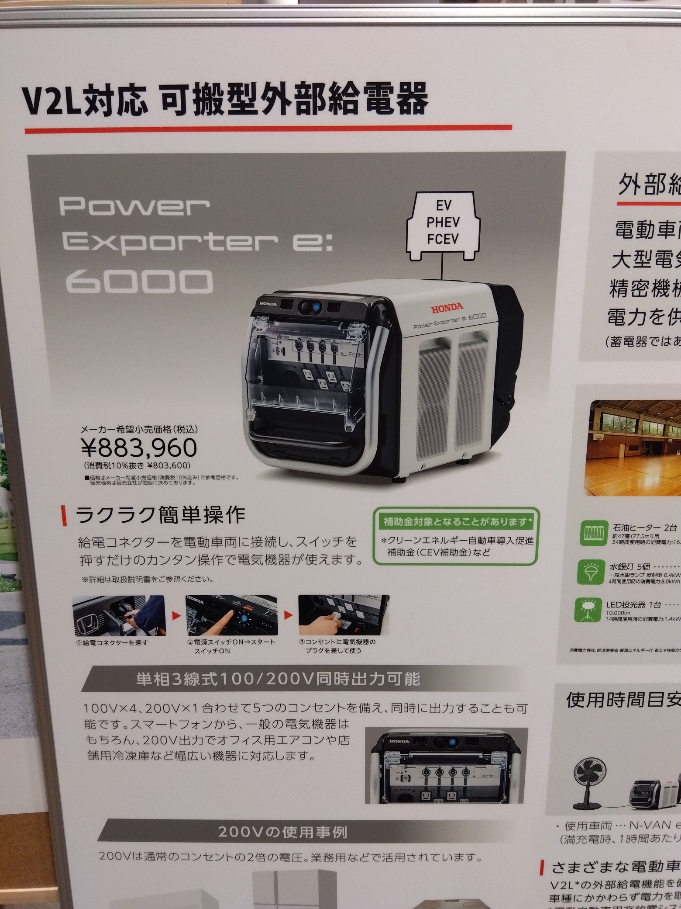 V2L対応 可搬型外部給電器
Power
Exporter e:
6000
EV
PHEV
FCEV
HONDA
HONDA
Power Exporter e: 6000
メーカー希望小売価格(税込)
¥883,960
(消費税10%抜き ¥803,600)
ラクラク簡単操作
給電コネクターを電動車両に接続し、スイッチを
押すだけのカンタン操作で電気機器が使えます。
※詳細は取扱説明書をご参照ください。
補助金対象となることがあります*
*クリーンエネルギー自動車導入促進
補助金(CEV補助金)など
①給電コネクターを差す
②電源スイッチON→スタート
スイッチON
③コンセントに電気機器の
プラグを差して使う
単相3線式100/200V同時出力可能
100V×4、200V×1合わせて5つのコンセントを備え、同時に出力することも可
能です。スマートフォンから、一般の電気機器は
もちろん、200V出力でオフィス用エアコンや店
舗用冷凍庫など幅広い機器に対応します。
HONDA
200Vの使用事例
200Vは通常のコンセントの2倍の電圧。業務用などで活用されています。
外部給
電動車両
大型電気
精密機械
電力を供
(蓄電器ではあ
石油ヒーター 2台
水銀灯 5個
LED投光器 1台
10,000lm
使用時間目安
・使用車両… N-VAN e
(満充電時、1時間あたり
さまざまな電動車
V2L*の外部給電機能を備
車種にかかわらず電力を取